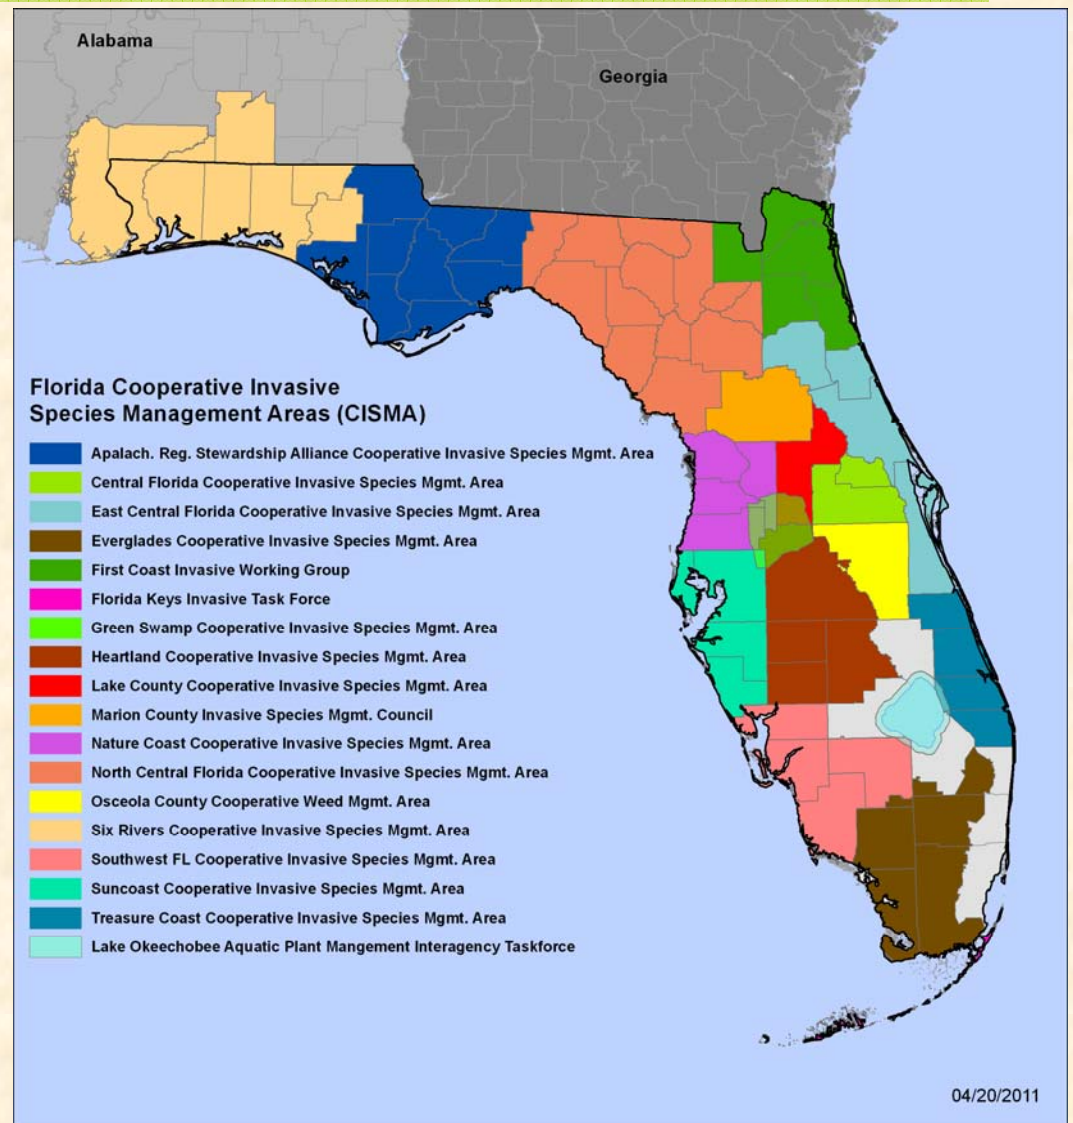 Alabama
Georgia
Florida Cooperative Invasive
Species Management Areas (CISMA)
Apalach. Reg. Stewardship Alliance Cooperative Invasive Species Mgmt. Area
Central Florida Cooperative Invasive Species Mgmt. Area
East Central Florida Cooperative Invasive Species Mgmt. Area
Everglades Cooperative Invasive Species Mgmt. Area
First Coast Invasive Working Group
Florida Keys Invasive Task Force
Green Swamp Cooperative Invasive Species Mgmt. Area
Heartland Cooperative Invasive Species Mgmt. Area
Lake County Cooperative Invasive Species Mgmt. Area
Marion County Invasive Species Mgmt. Council
Nature Coast Cooperative Invasive Species Mgmt. Area
North Central Florida Cooperative Invasive Species Mgmt. Area
Osceola County Cooperative Weed Mgmt. Area
Six Rivers Cooperative Invasive Species Mgmt. Area
Southwest FL Cooperative Invasive Species Mgmt. Area
Suncoast Cooperative Invasive Species Mgmt. Area
Treasure Coast Cooperative Invasive Species Mgmt. Area
Lake Okeechobee Aquatic Plant Mangement Interagency Taskforce
04/20/2011